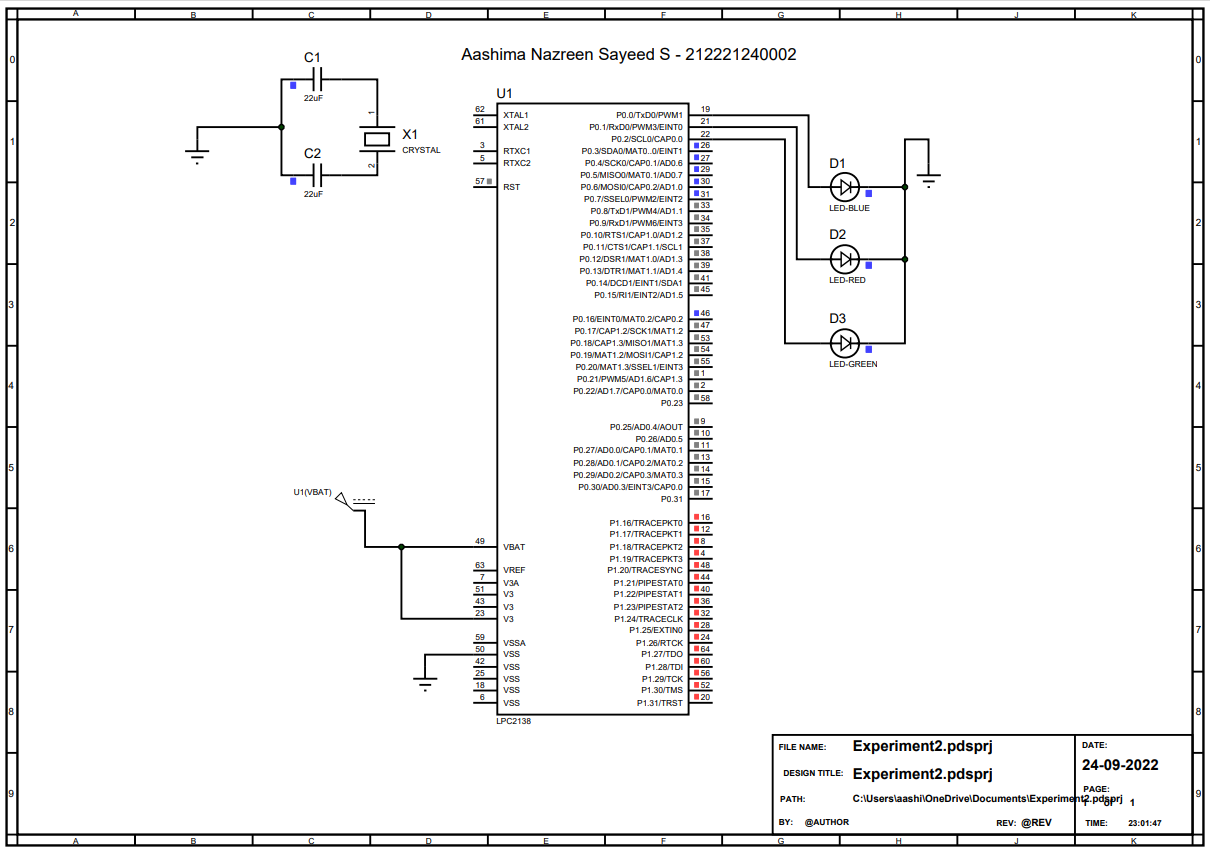 A B C D E F G H J K
Aashima Nazreen Sayeed S - 212221240002
0 0
C1
22uF
1
X1
CRYSTAL
2
C2
22uF
U1
62 XTAL1
61 XTAL2
3 RTXC1
5 RTXC2
57 RST
P0.0/TxD0/PWM1 19
P0.1/RxD0/PWM3/EINT0 21
P0.2/SCL0/CAP0.0 22
P0.3/SDA0/MAT0..0/EINT1 26
P0.4/SCK0/CAP0.1/AD0.6 27
P0.5/MISO0/MAT0.1/AD0.7 29
P0.6/MOSI0/CAP0.2/AD1.0 30
P0.7/SSEL0/PWM2/EINT2 31
P0.8/TxD1/PWM4/AD1.1 33
P0.9/RxD1/PWM6/EINT3 34
P0.10/RTS1/CAP1.0/AD1.2 35
P0.11/CTS1/CAP1.1/SCL1 37
P0.12/DSR1/MAT1.0/AD1.3 38
P0.13/DTR1/MAT1.1/AD1.4 39
P0.14/DCD1/EINT1/SDA1 41
P0.15/RI1/EINT2/AD1.5 45
P0.16/EINT0/MAT0.2/CAP0.2 46
P0.17/CAP1.2/SCK1/MAT1.2 47
P0.18/CAP1.3/MISO1/MAT1.3 53
P0.19/MAT1.2/MOSI1/CAP1.2 54
P0.20/MAT1.3/SSEL1/EINT3 55
P0.21/PWM5/AD1.6/CAP1.3 1
P0.22/AD1.7/CAP0.0/MAT0.0 2
P0.23 58
P0.25/AD0.4/AOUT 9
P0.26/AD0.5 10
P0.27/AD0.0/CAP0.1/MAT0.1 11
P0.28/AD0.1/CAP0.2/MAT0.2 13
P0.29/AD0.2/CAP0.3/MAT0.3 14
P0.30/AD0.3/EINT3/CAP0.0 15
P0.31 17
P1.16/TRACEPKT0 16
P1.17/TRACEPKT1 12
P1.18/TRACEPKT2 8
P1.19/TRACEPKT3 4
P1.20/TRACESYNC 48
P1.21/PIPESTAT0 44
P1.22/PIPESTAT1 40
P1.23/PIPESTAT2 36
P1.24/TRACECLK 32
P1.25/EXTIN0 28
P1.26/RTCK 24
P1.27/TDO 64
P1.28/TDI 60
P1.29/TCK 56
P1.30/TMS 52
P1.31/TRST 20
U1(VBAT)
49 VBAT
63 VREF
7 V3A
51 V3
43 V3
23 V3
59 VSSA
50 VSS
42 VSS
25 VSS
18 VSS
6 VSS
LPC2138
D1
LED-BLUE
D2
LED-RED
D3
LED-GREEN
1 1
2 2
3 3
4 4
5 5
6 6
7 7
8 8
9 9
FILE NAME: Experiment2.pdsprj
DESIGN TITLE: Experiment2.pdsprj
PATH: C:\Users\aashi\OneDrive\Documents\Experiment2.pdsprj
BY: @AUTHOR REV: @REV
DATE:
24-09-2022
PAGE:
1 of 1
TIME: 23:01:47
A B C D E F G H J K